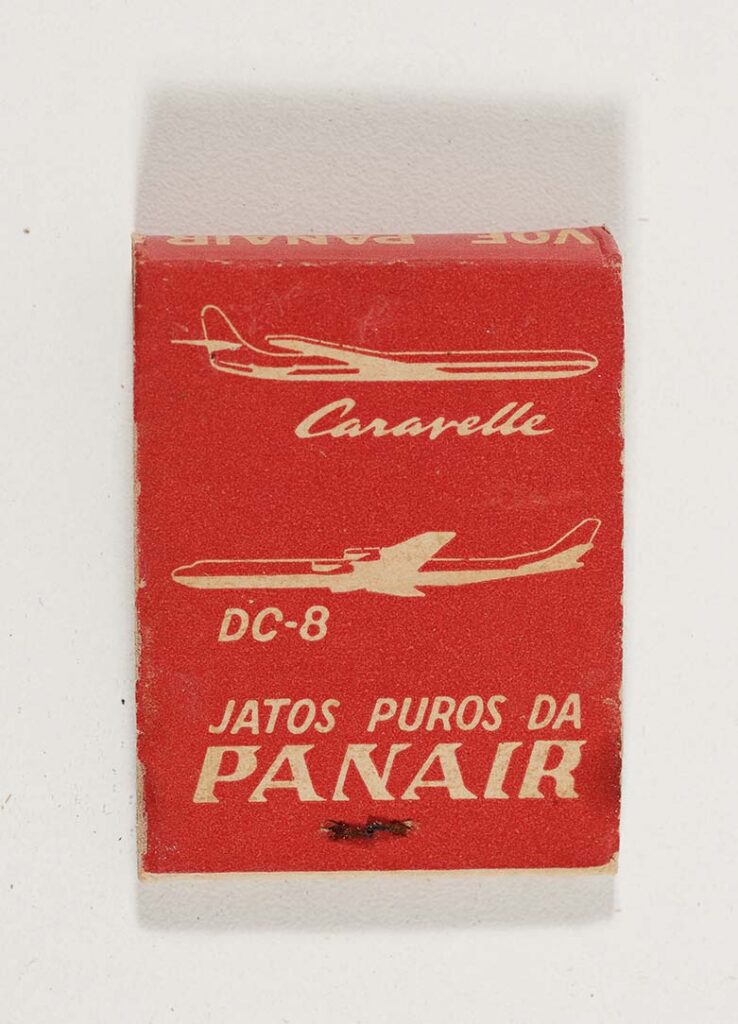 VOE PANAIR
Caravelle
DC-8
JATOS PUROS DA
PANAIR